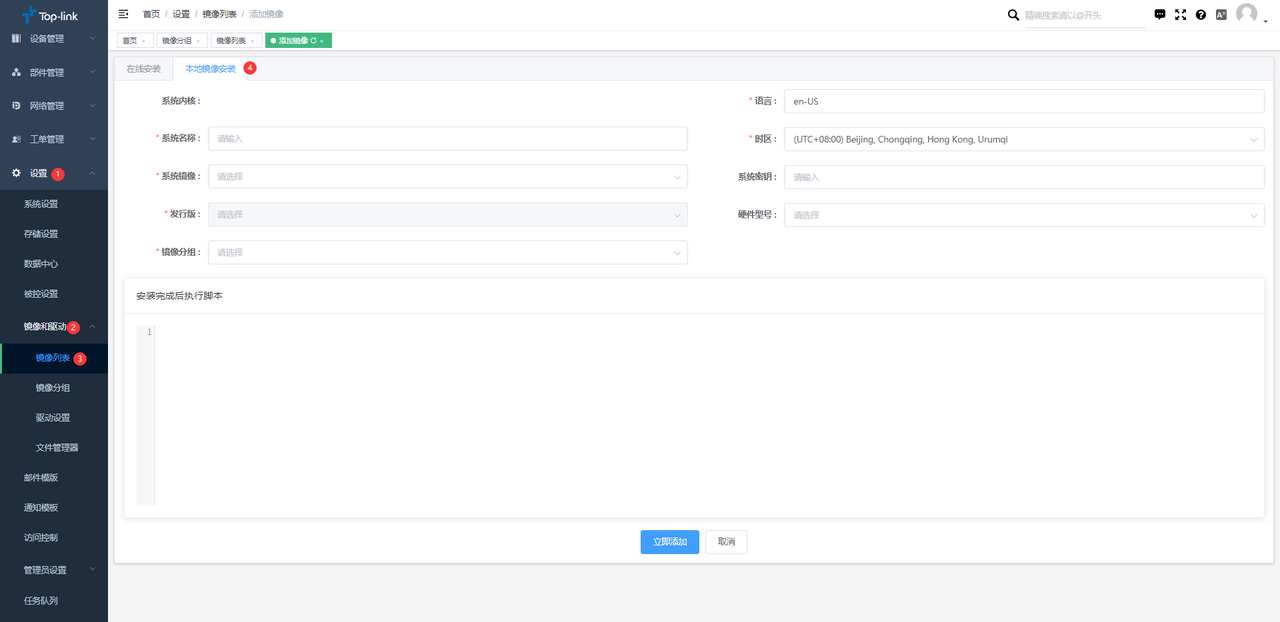 Top-link
首页 / 设置 / 镜像列表 / 添加镜像
精确搜索请以@开头
首页
镜像分组
镜像列表
添加镜像
设备管理
部件管理
网络管理
工单管理
设置 1
系统设置
存储设置
数据中心
被控设置
镜像和驱动 2
镜像列表 3
镜像分组
驱动设置
文件管理器
邮件模版
通知模板
访问控制
管理员设置
任务队列
在线安装
本地镜像安装 4
系统内核：
* 语言： en-US
* 系统名称： 请输入
* 时区： (UTC+08:00) Beijing, Chongqing, Hong Kong, Urumqi
* 系统镜像： 请选择
系统密钥： 请输入
* 发行版： 请选择
硬件型号： 请选择
* 镜像分组： 请选择
安装完成后执行脚本
1
立即添加
取消